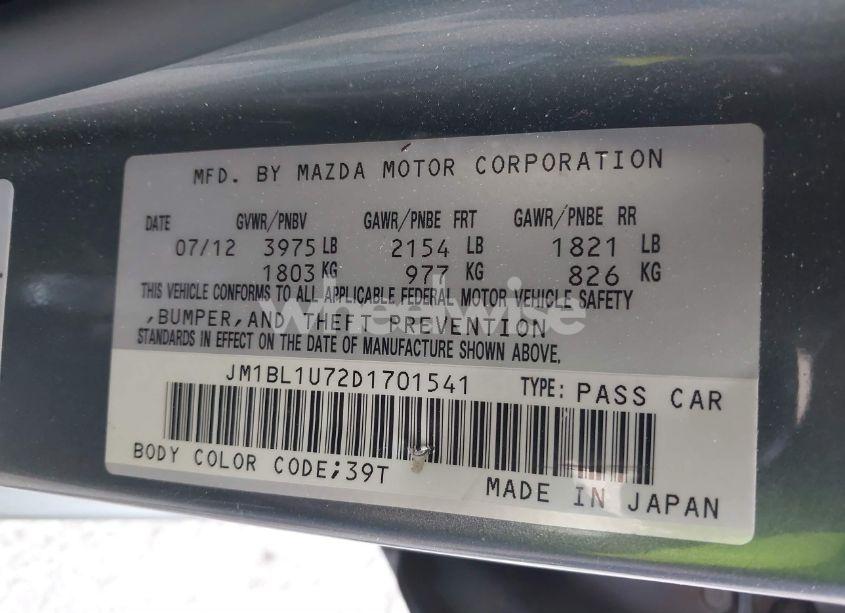 MFD. BY MAZDA MOTOR CORPORATION
DATE GVWR/PNBV GAWR/PNBE FRT GAWR/PNBE RR
07/12 3975 LB 2154 LB 1821 LB
1803 KG 977 KG 826 KG
THIS VEHICLE CONFORMS TO ALL APPLICABLE FEDERAL MOTOR VEHICLE SAFETY
,BUMPER,AND THEFT PREVENTION
STANDARDS IN EFFECT ON THE DATE OF MANUFACTURE SHOWN ABOVE.
wheelwise
JM1BL1U72D1701541 TYPE: PASS CAR
BODY COLOR CODE;39T
MADE IN JAPAN